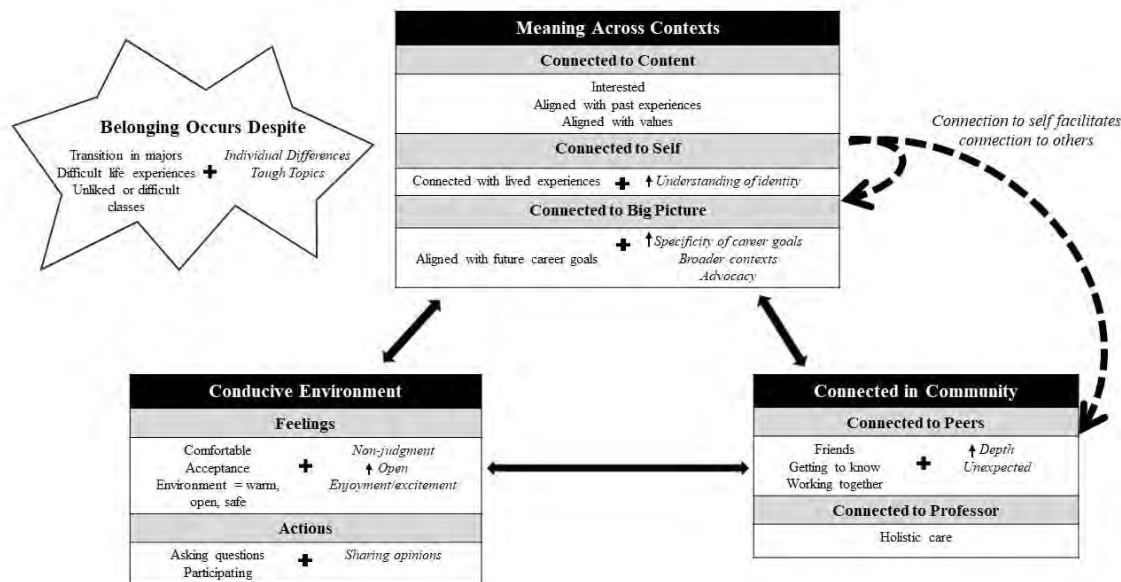 Belonging Occurs Despite
Transition in majors
Difficult life experiences
Unliked or difficult
classes
+
Individual Differences
Tough Topics
Meaning Across Contexts
Connected to Content
Interested
Aligned with past experiences
Aligned with values
Connected to Self
Connected with lived experiences + ↑ Understanding of identity
Connected to Big Picture
Aligned with future career goals
+
↑ Specificity of career goals
Broader contexts
Advocacy
Connection to self facilitates
connection to others
Conducive Environment
Feelings
Comfortable
Acceptance
Environment = warm,
open, safe
+
Non-judgment
↑ Open
Enjoyment/excitement
Actions
Asking questions
Participating
+
Sharing opinions
Connected in Community
Connected to Peers
Friends
Getting to know
Working together
+
↑ Depth
Unexpected
Connected to Professor
Holistic care